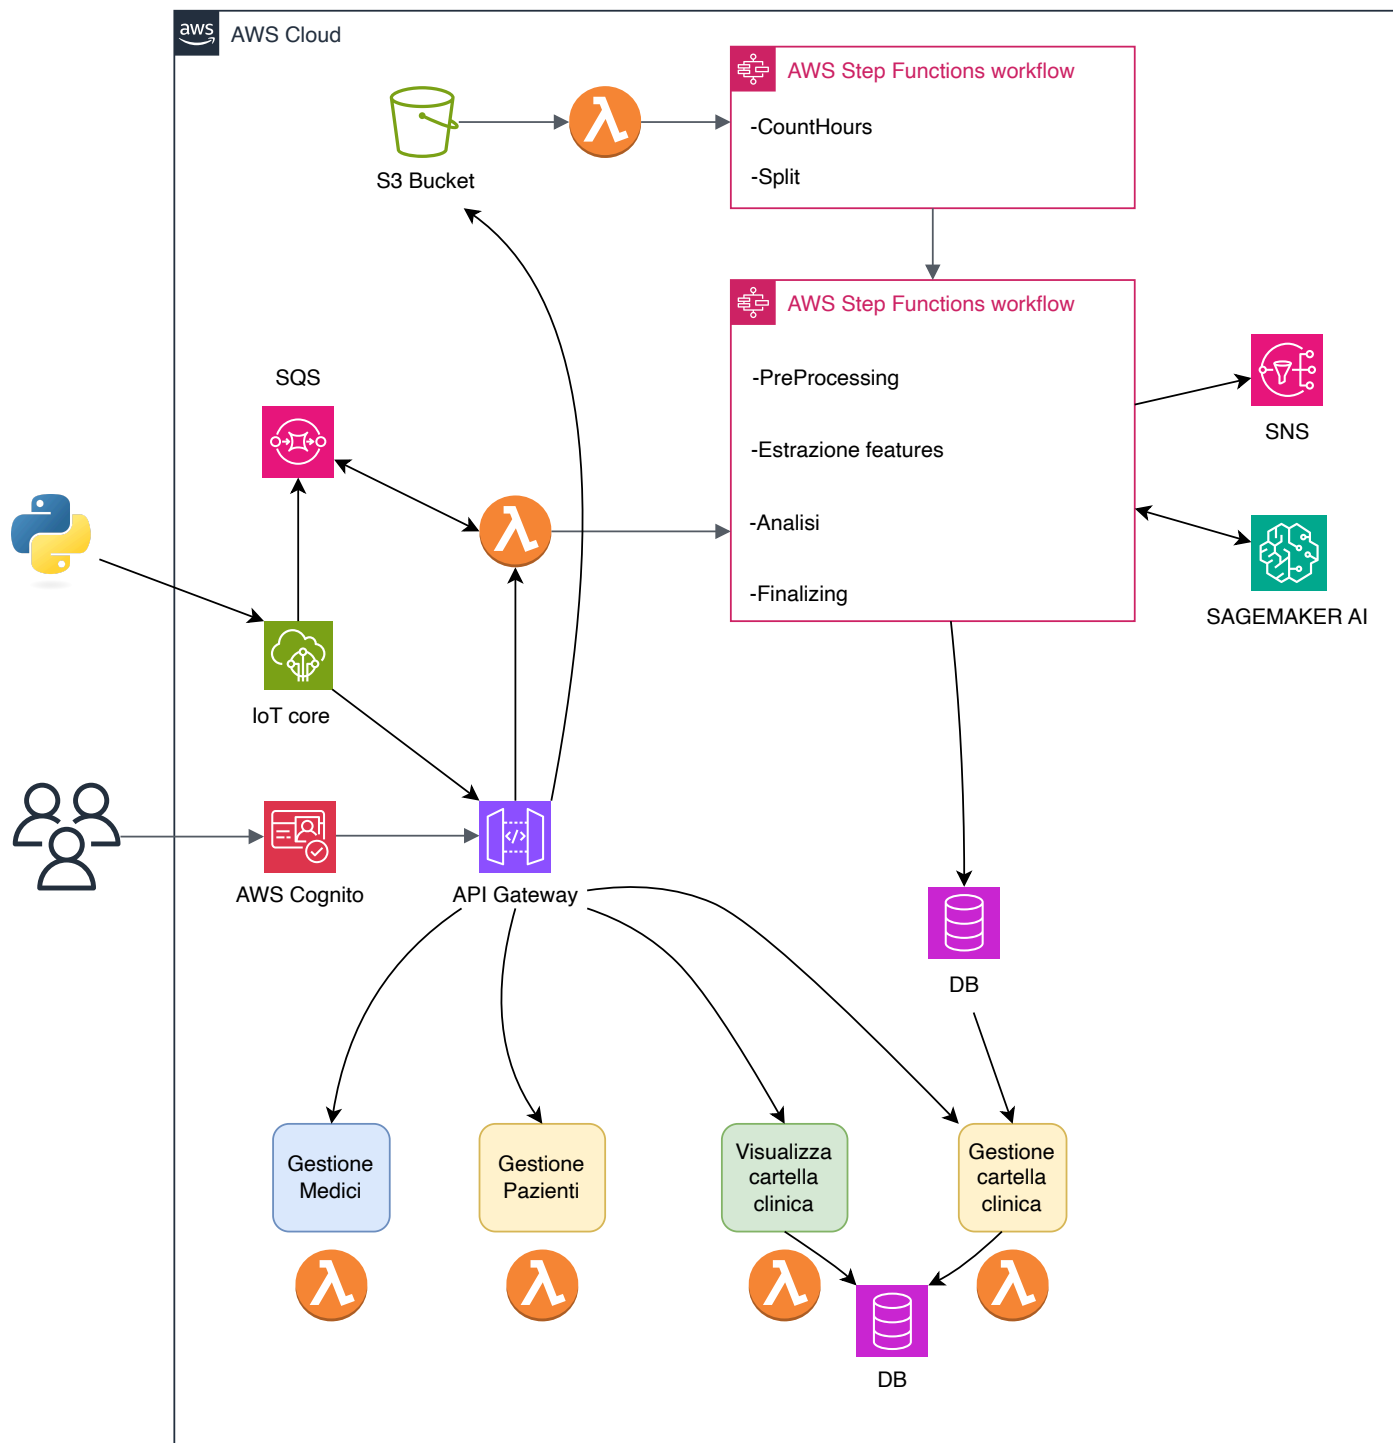 aws
AWS Cloud
AWS Step Functions workflow
-CountHours
-Split
S3 Bucket
AWS Step Functions workflow
-PreProcessing
-Estrazione features
-Analisi
-Finalizing
SQS
SNS
SAGEMAKER AI
IoT core
AWS Cognito
</>
API Gateway
DB
Gestione
Medici
Gestione
Pazienti
Visualizza
cartella
clinica
Gestione
cartella
clinica
DB